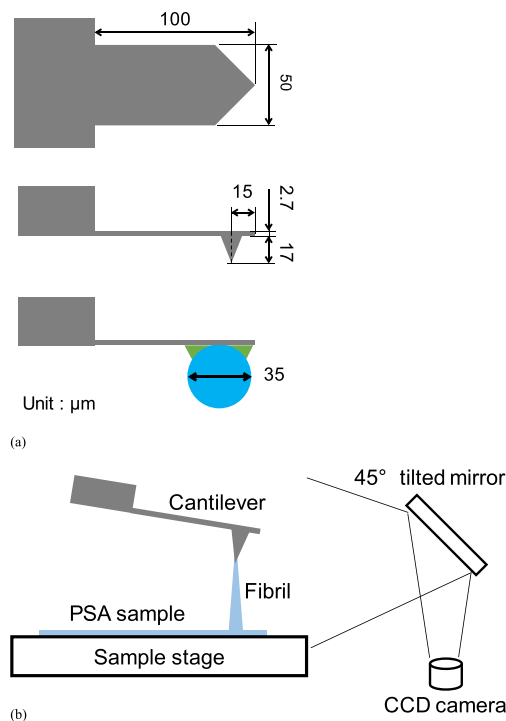 100
50
15
2.7
17
35
Unit : μm
(a)
45° tilted mirror
Cantilever
Fibril
PSA sample
Sample stage
CCD camera
(b)